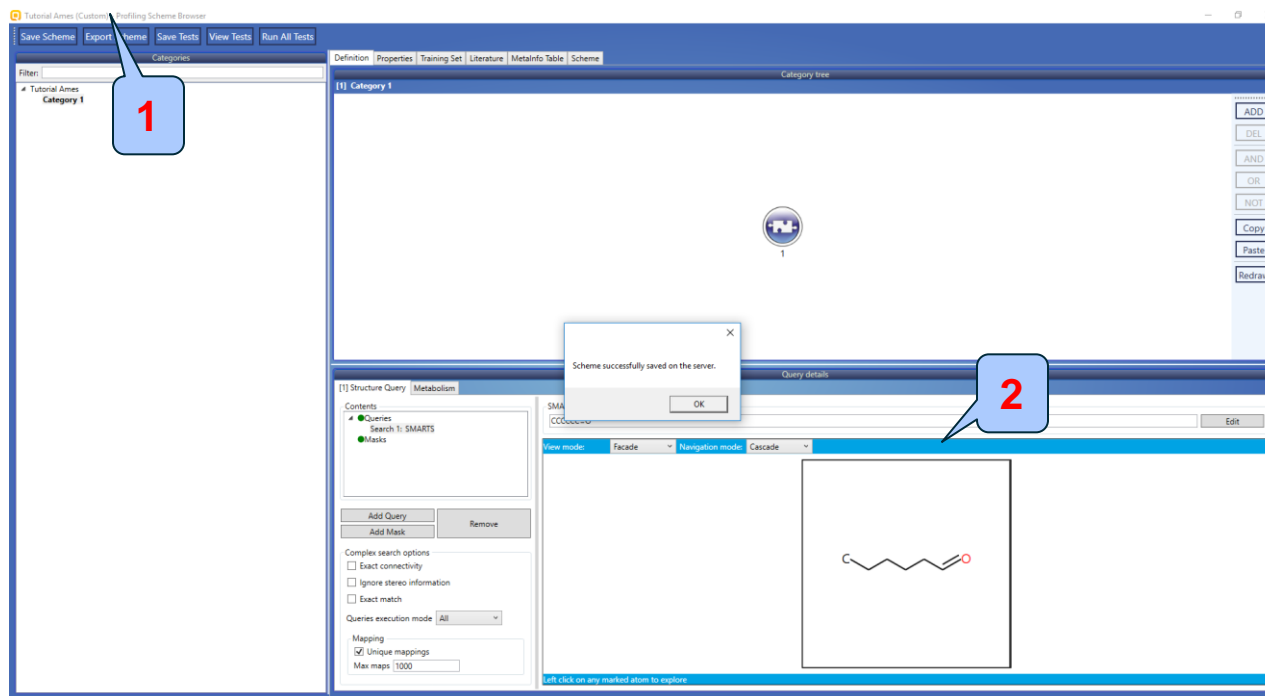 Tutorial Ames (Custom) - Profiling Scheme Browser
Save Scheme Export Scheme Save Tests View Tests Run All Tests
Categories
Filter:
Tutorial Ames
Category 1
1
Definition Properties Training Set Literature MetaInfo Table Scheme
Category tree
[1] Category 1
1
ADD
DEL
AND
OR
NOT
Copy
Paste
Redraw
Scheme successfully saved on the server.
OK
Query details
2
[1] Structure Query Metabolism
Contents
Queries
Search 1: SMARTS
Masks
Add Query
Add Mask
Remove
Complex search options
Exact connectivity
Ignore stereo information
Exact match
Queries execution mode All
Mapping
Unique mappings
Max maps 1000
SMA
Edit
View mode: Facade Navigation mode: Cascade
C O
Left click on any marked atom to explore